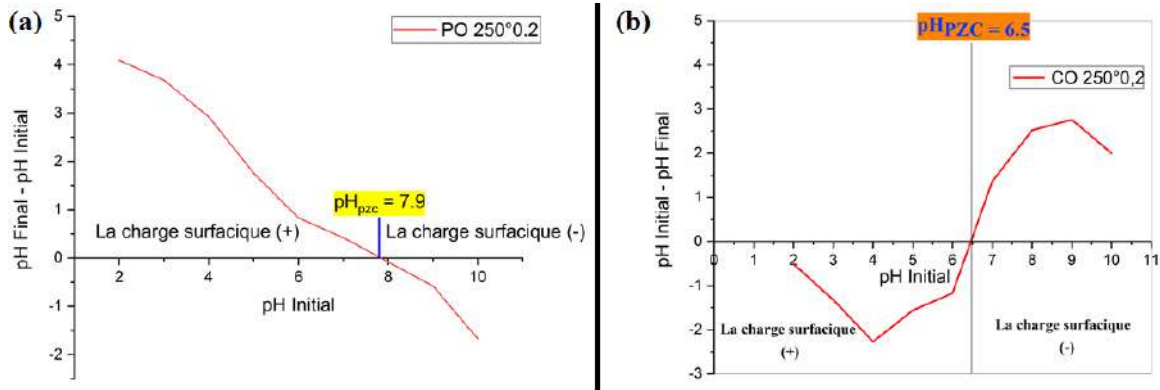 (a)
PO 250°0.2
pH Final - pH Initial
5
4
3
2
1
0
-1
-2
pHpzc = 7.9
La charge surfacique (+)
La charge surfacique (-)
2 4 6 8 10
pH Initial
(b)
pHPZC = 6.5
CO 250°0,2
pH Initial - pH Final
5
4
3
2
1
0
-1
-2
-3
0 1 2 3 4 5 6 7 8 9 10 11
pH Initial
La charge surfacique
(+)
La charge surfacique
(-)